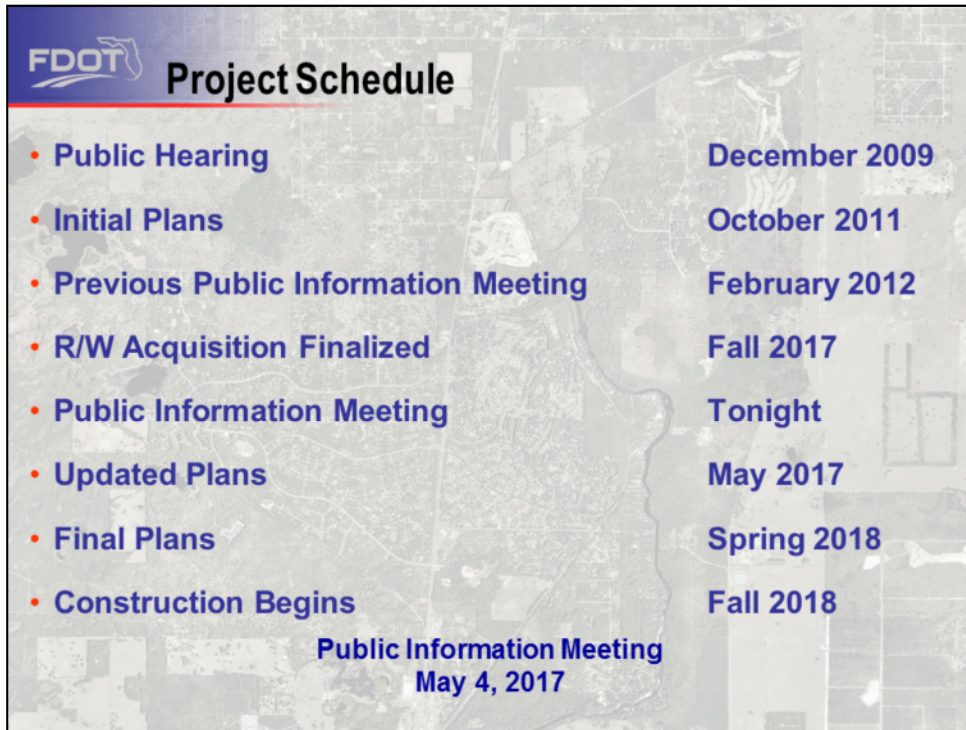 FDOT
Project Schedule
• Public Hearing December 2009
• Initial Plans October 2011
• Previous Public Information Meeting February 2012
• R/W Acquisition Finalized Fall 2017
• Public Information Meeting Tonight
• Updated Plans May 2017
• Final Plans Spring 2018
• Construction Begins Fall 2018
Public Information Meeting
May 4, 2017